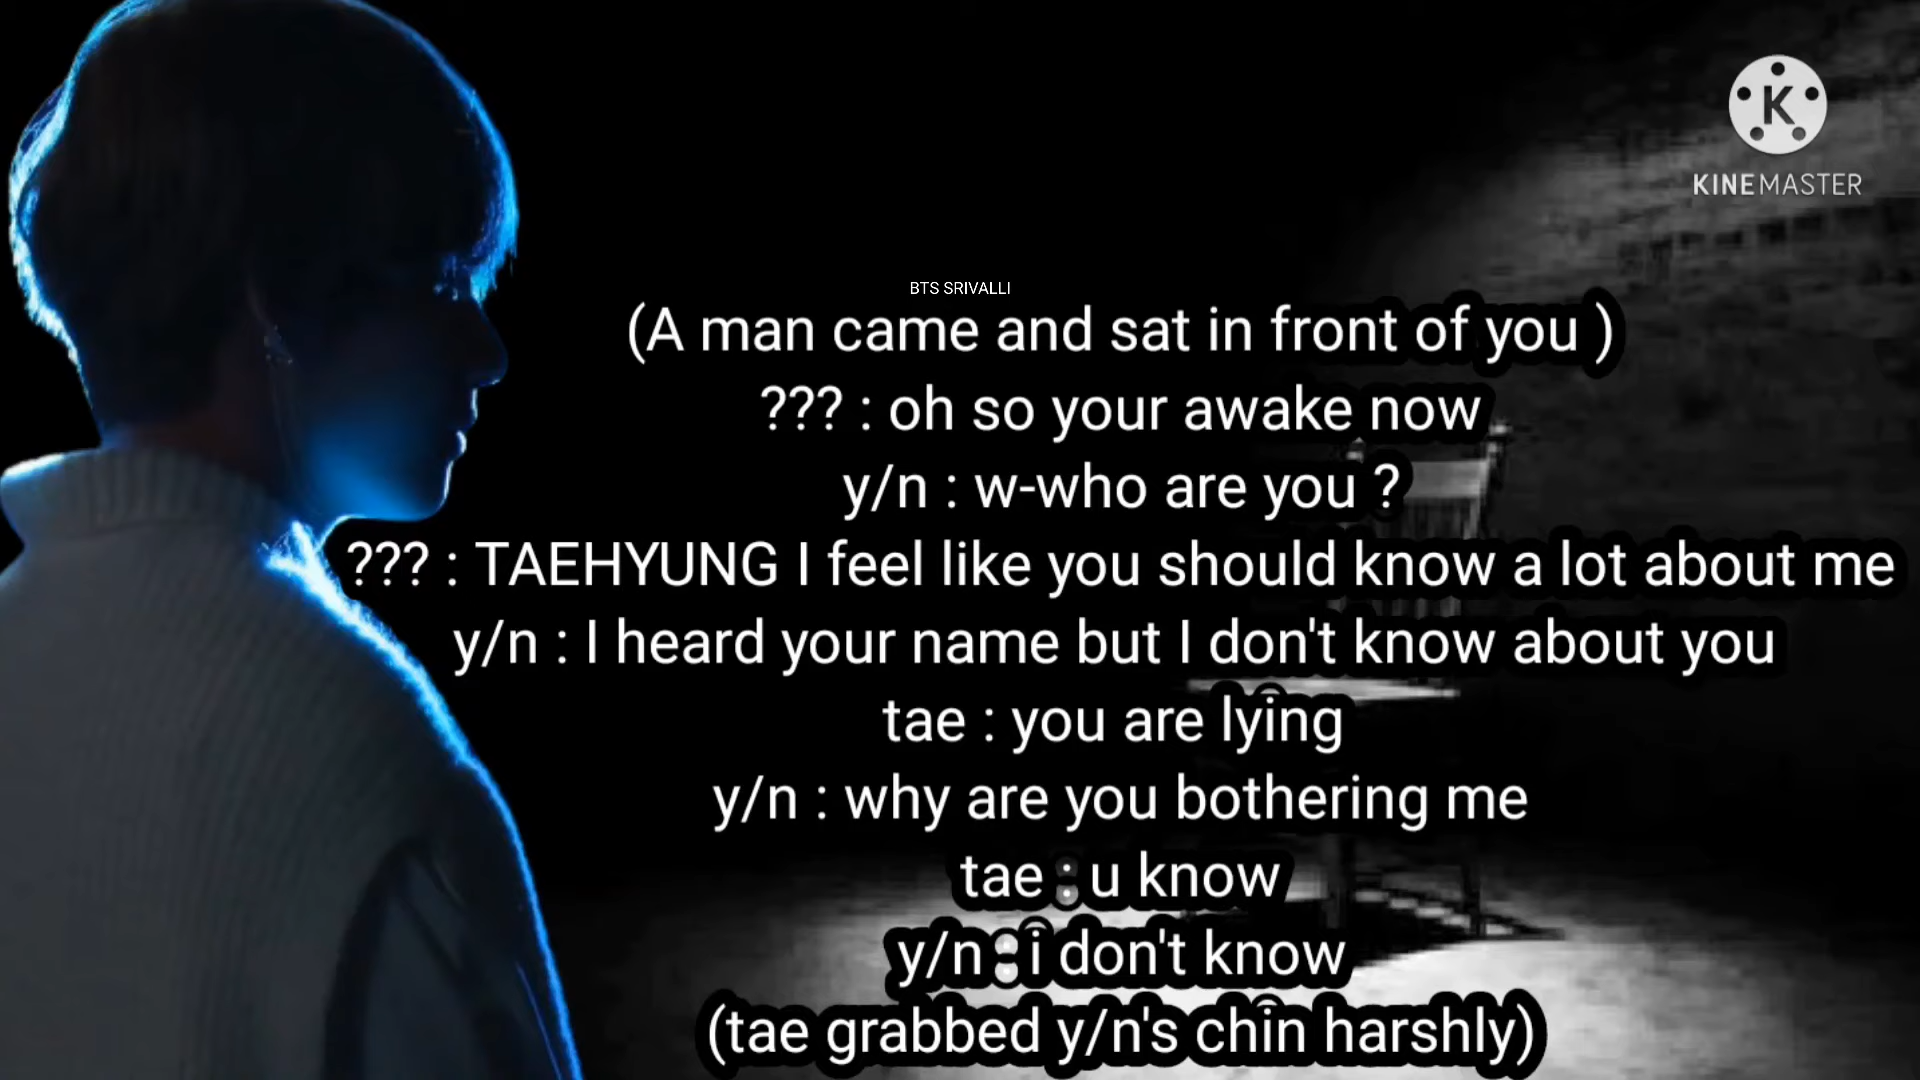 K
KINEMASTER
BTS SRIVALLI
(A man came and sat in front of you )
??? : oh so your awake now
y/n : w-who are you ?
??? : TAEHYUNG I feel like you should know a lot about me
y/n : I heard your name but I don't know about you
tae : you are lying
y/n : why are you bothering me
tae : u know
y/n : i don't know
(tae grabbed y/n's chin harshly)